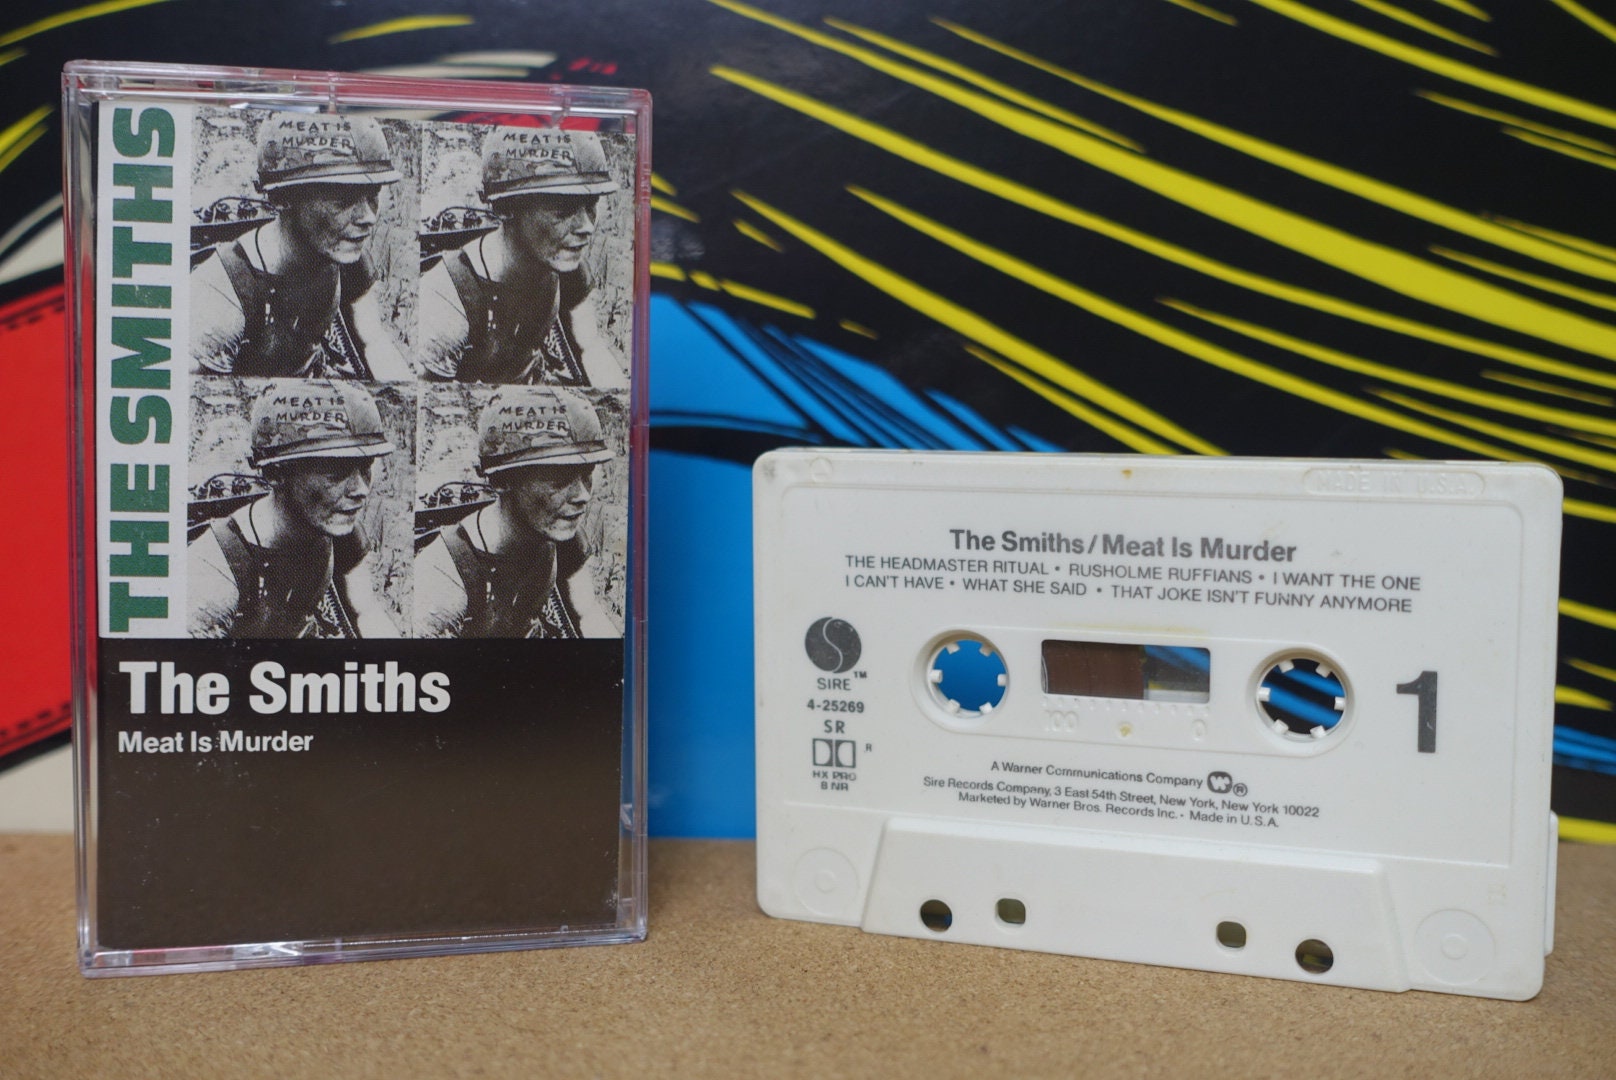 THE SMITHS
MEAT IS
MURDER
MEAT IS
MURDER
MEAT IS
MURDER
MEAT IS
MURDER
The Smiths
Meat Is Murder
MADE IN U.S.A.
The Smiths/Meat Is Murder
THE HEADMASTER RITUAL • RUSHOLME RUFFIANS • I WANT THE ONE
I CAN'T HAVE • WHAT SHE SAID • THAT JOKE ISN'T FUNNY ANYMORE
SIRE™
4-25269
SR
R
HX PRO
B NR
100 0
1
A Warner Communications Company ®
Sire Records Company, 3 East 54th Street, New York, New York 10022
Marketed by Warner Bros. Records Inc. • Made in U.S.A.